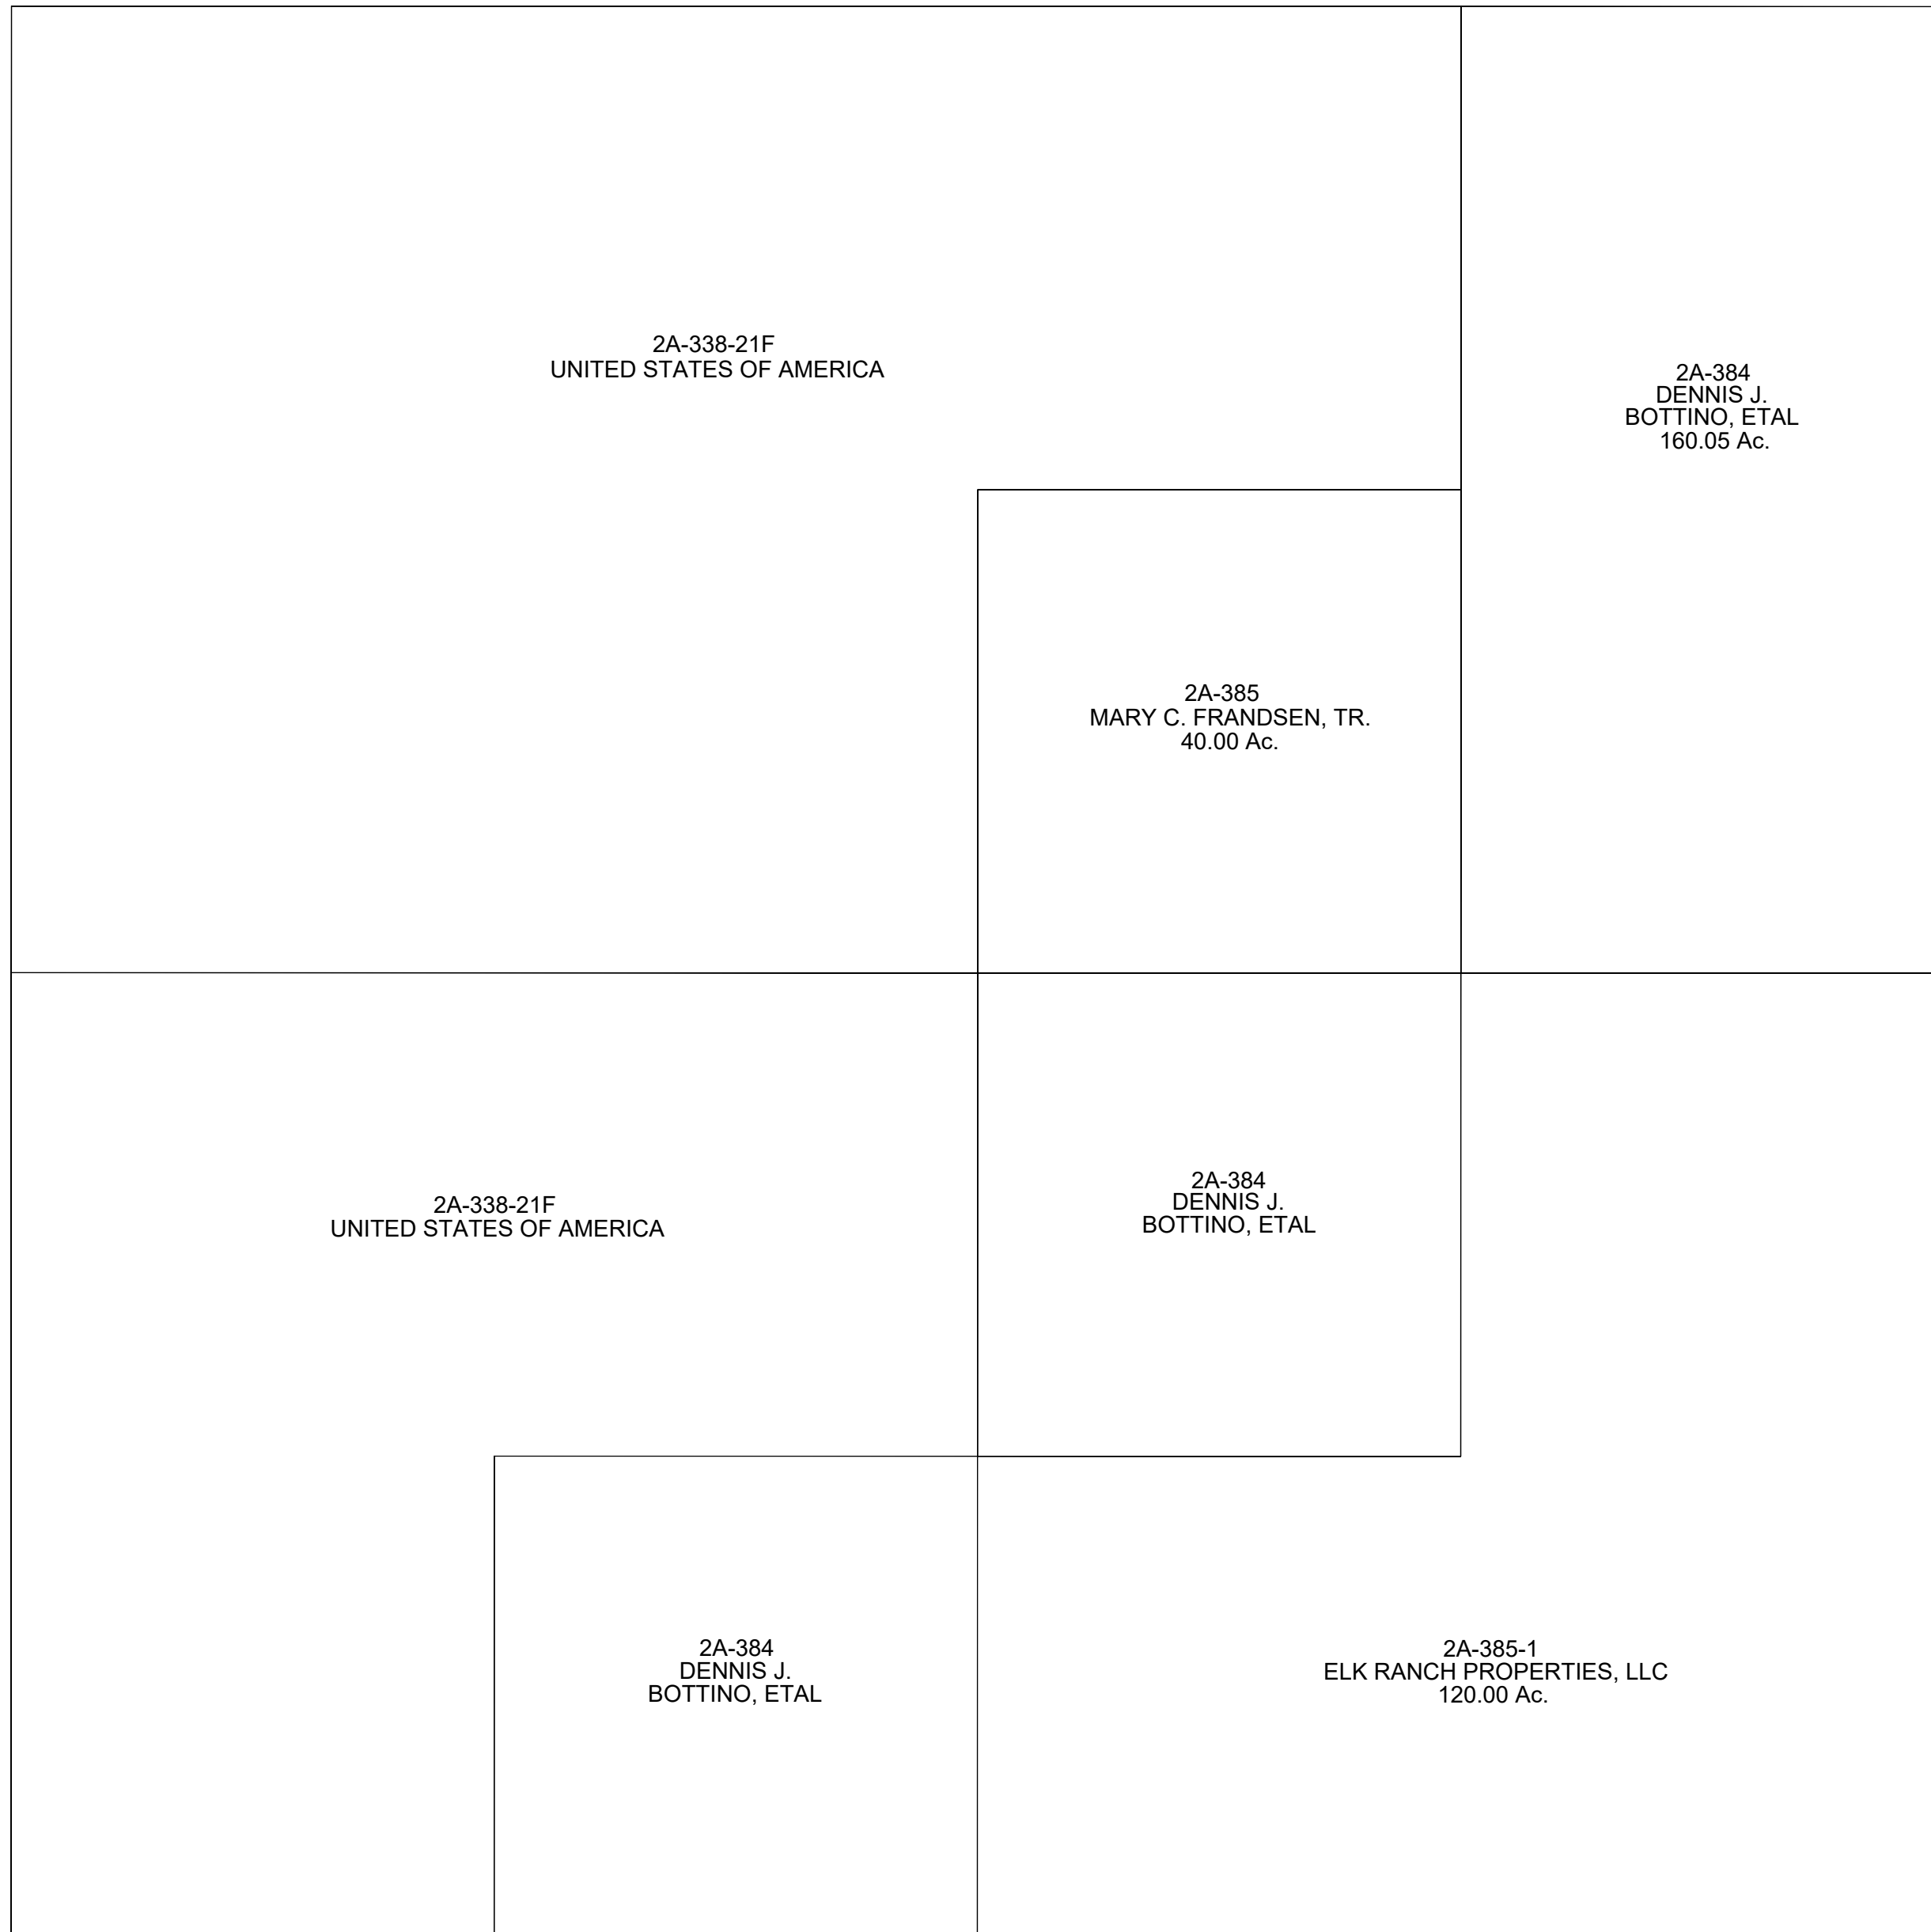 2A-338-21F
UNITED STATES OF AMERICA
2A-384
DENNIS J.
BOTTINO, ETAL
160.05 Ac.
2A-385
MARY C. FRANDSEN, TR.
40.00 Ac.
2A-338-21F
UNITED STATES OF AMERICA
2A-384
DENNIS J.
BOTTINO, ETAL
2A-384
DENNIS J.
BOTTINO, ETAL
2A-385-1
ELK RANCH PROPERTIES, LLC
120.00 Ac.